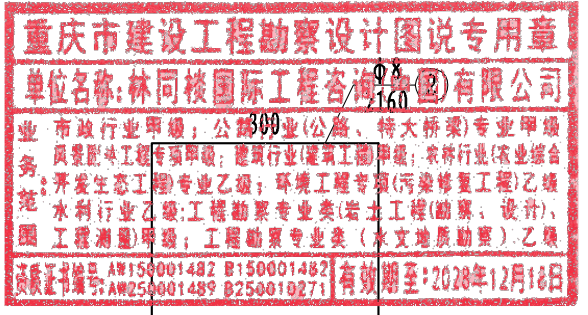 重庆市建设工程勘察设计图说专用章
单位名称:林同棪国际工程咨询(中国)有限公司
Φ8
2160
②
300
业务范围:
市政行业甲级；公路行业(公路、特大桥梁)专业甲级
风景园林工程专项甲级；建筑行业(建筑工程)甲级；农林行业(农业综合
开发生态工程)专业乙级；环境工程专项(污染修复工程)乙级
水利行业乙级;工程勘察专业类(岩土工程(勘察、设计)、
工程测量)甲级；工程勘察专业类（水文地质勘察）乙级
资质证书编号:AW150001482 B150001482
AW250001489 B250010271
有效期至:2028年12月18日